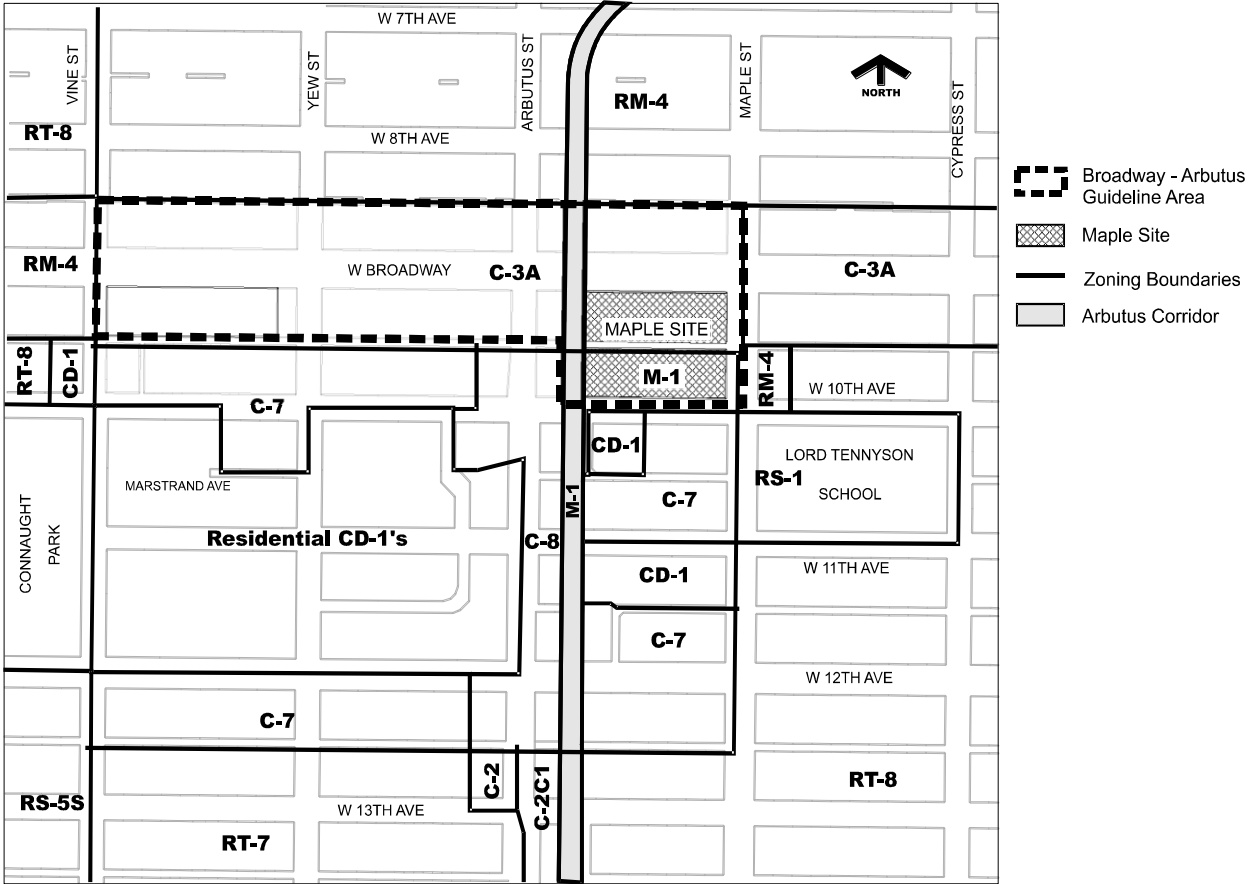 W 7TH AVE
VINE ST
YEW ST
ARBUTUS ST
MAPLE ST
CYPRESS ST
NORTH
RM-4
RT-8
W 8TH AVE
Broadway - Arbutus
Guideline Area
Maple Site
Zoning Boundaries
Arbutus Corridor
RM-4
W BROADWAY
C-3A
C-3A
MAPLE SITE
RT-8
CD-1
M-1
RM-4
W 10TH AVE
C-7
CD-1
LORD TENNYSON
SCHOOL
RS-1
MARSTRAND AVE
C-7
M-1
CONNAUGHT
PARK
Residential CD-1's
C-8
CD-1
W 11TH AVE
C-7
W 12TH AVE
C-7
C-2
C-2C1
RT-8
RS-5S
W 13TH AVE
RT-7